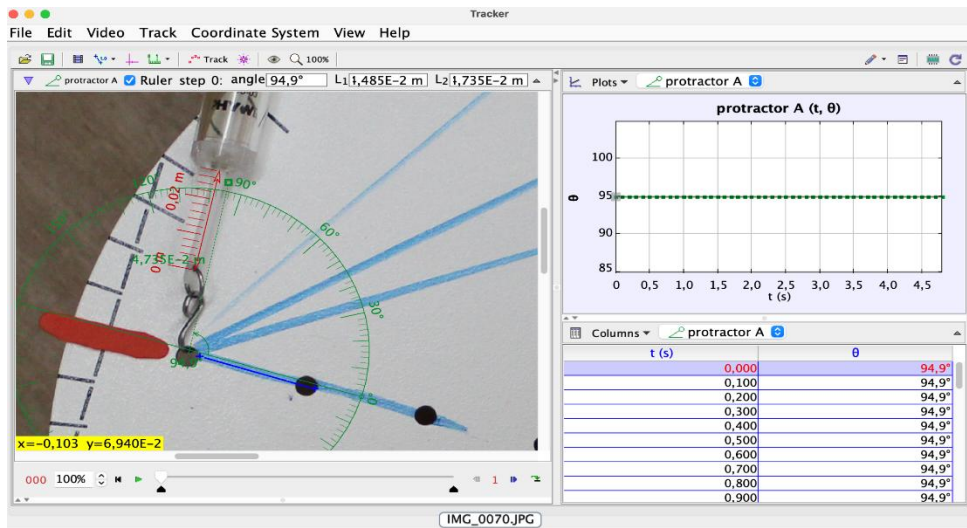 Tracker
File Edit Video Track Coordinate System View Help
Track 100%
protractor A Ruler step 0: angle 94,9° L1 ,485E-2 m L2 ,735E-2 m
Plots protractor A
protractor A (t, θ)
100
95
90
85
θ
0 0,5 1,0 1,5 2,0 2,5 3,0 3,5 4,0 4,5
t (s)
120
90°
60°
30°
0
0,02 m
0 m
4,735E-2 m
x=-0,103 y=6,940E-2
Columns protractor A
t (s) θ
0,000 94,9°
0,100 94,9°
0,200 94,9°
0,300 94,9°
0,400 94,9°
0,500 94,9°
0,600 94,9°
0,700 94,9°
0,800 94,9°
0,900 94,9°
000 100% 1
IMG_0070.JPG